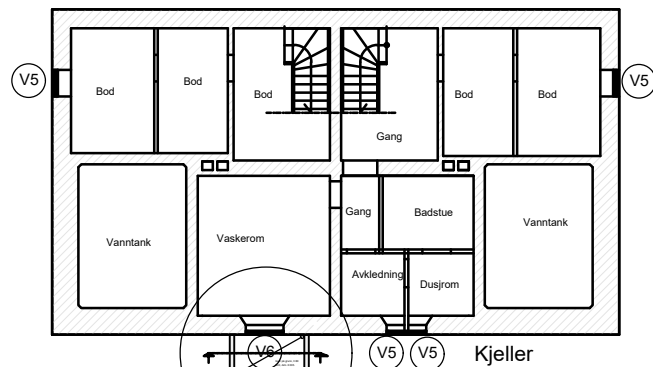 V5
Bod
Bod
Bod
Bod
Bod
V5
Gang
Vanntank
Vaskerom
Gang
Badstue
Vanntank
Avkledning
Dusjrom
V6
V5
V5
Kjeller